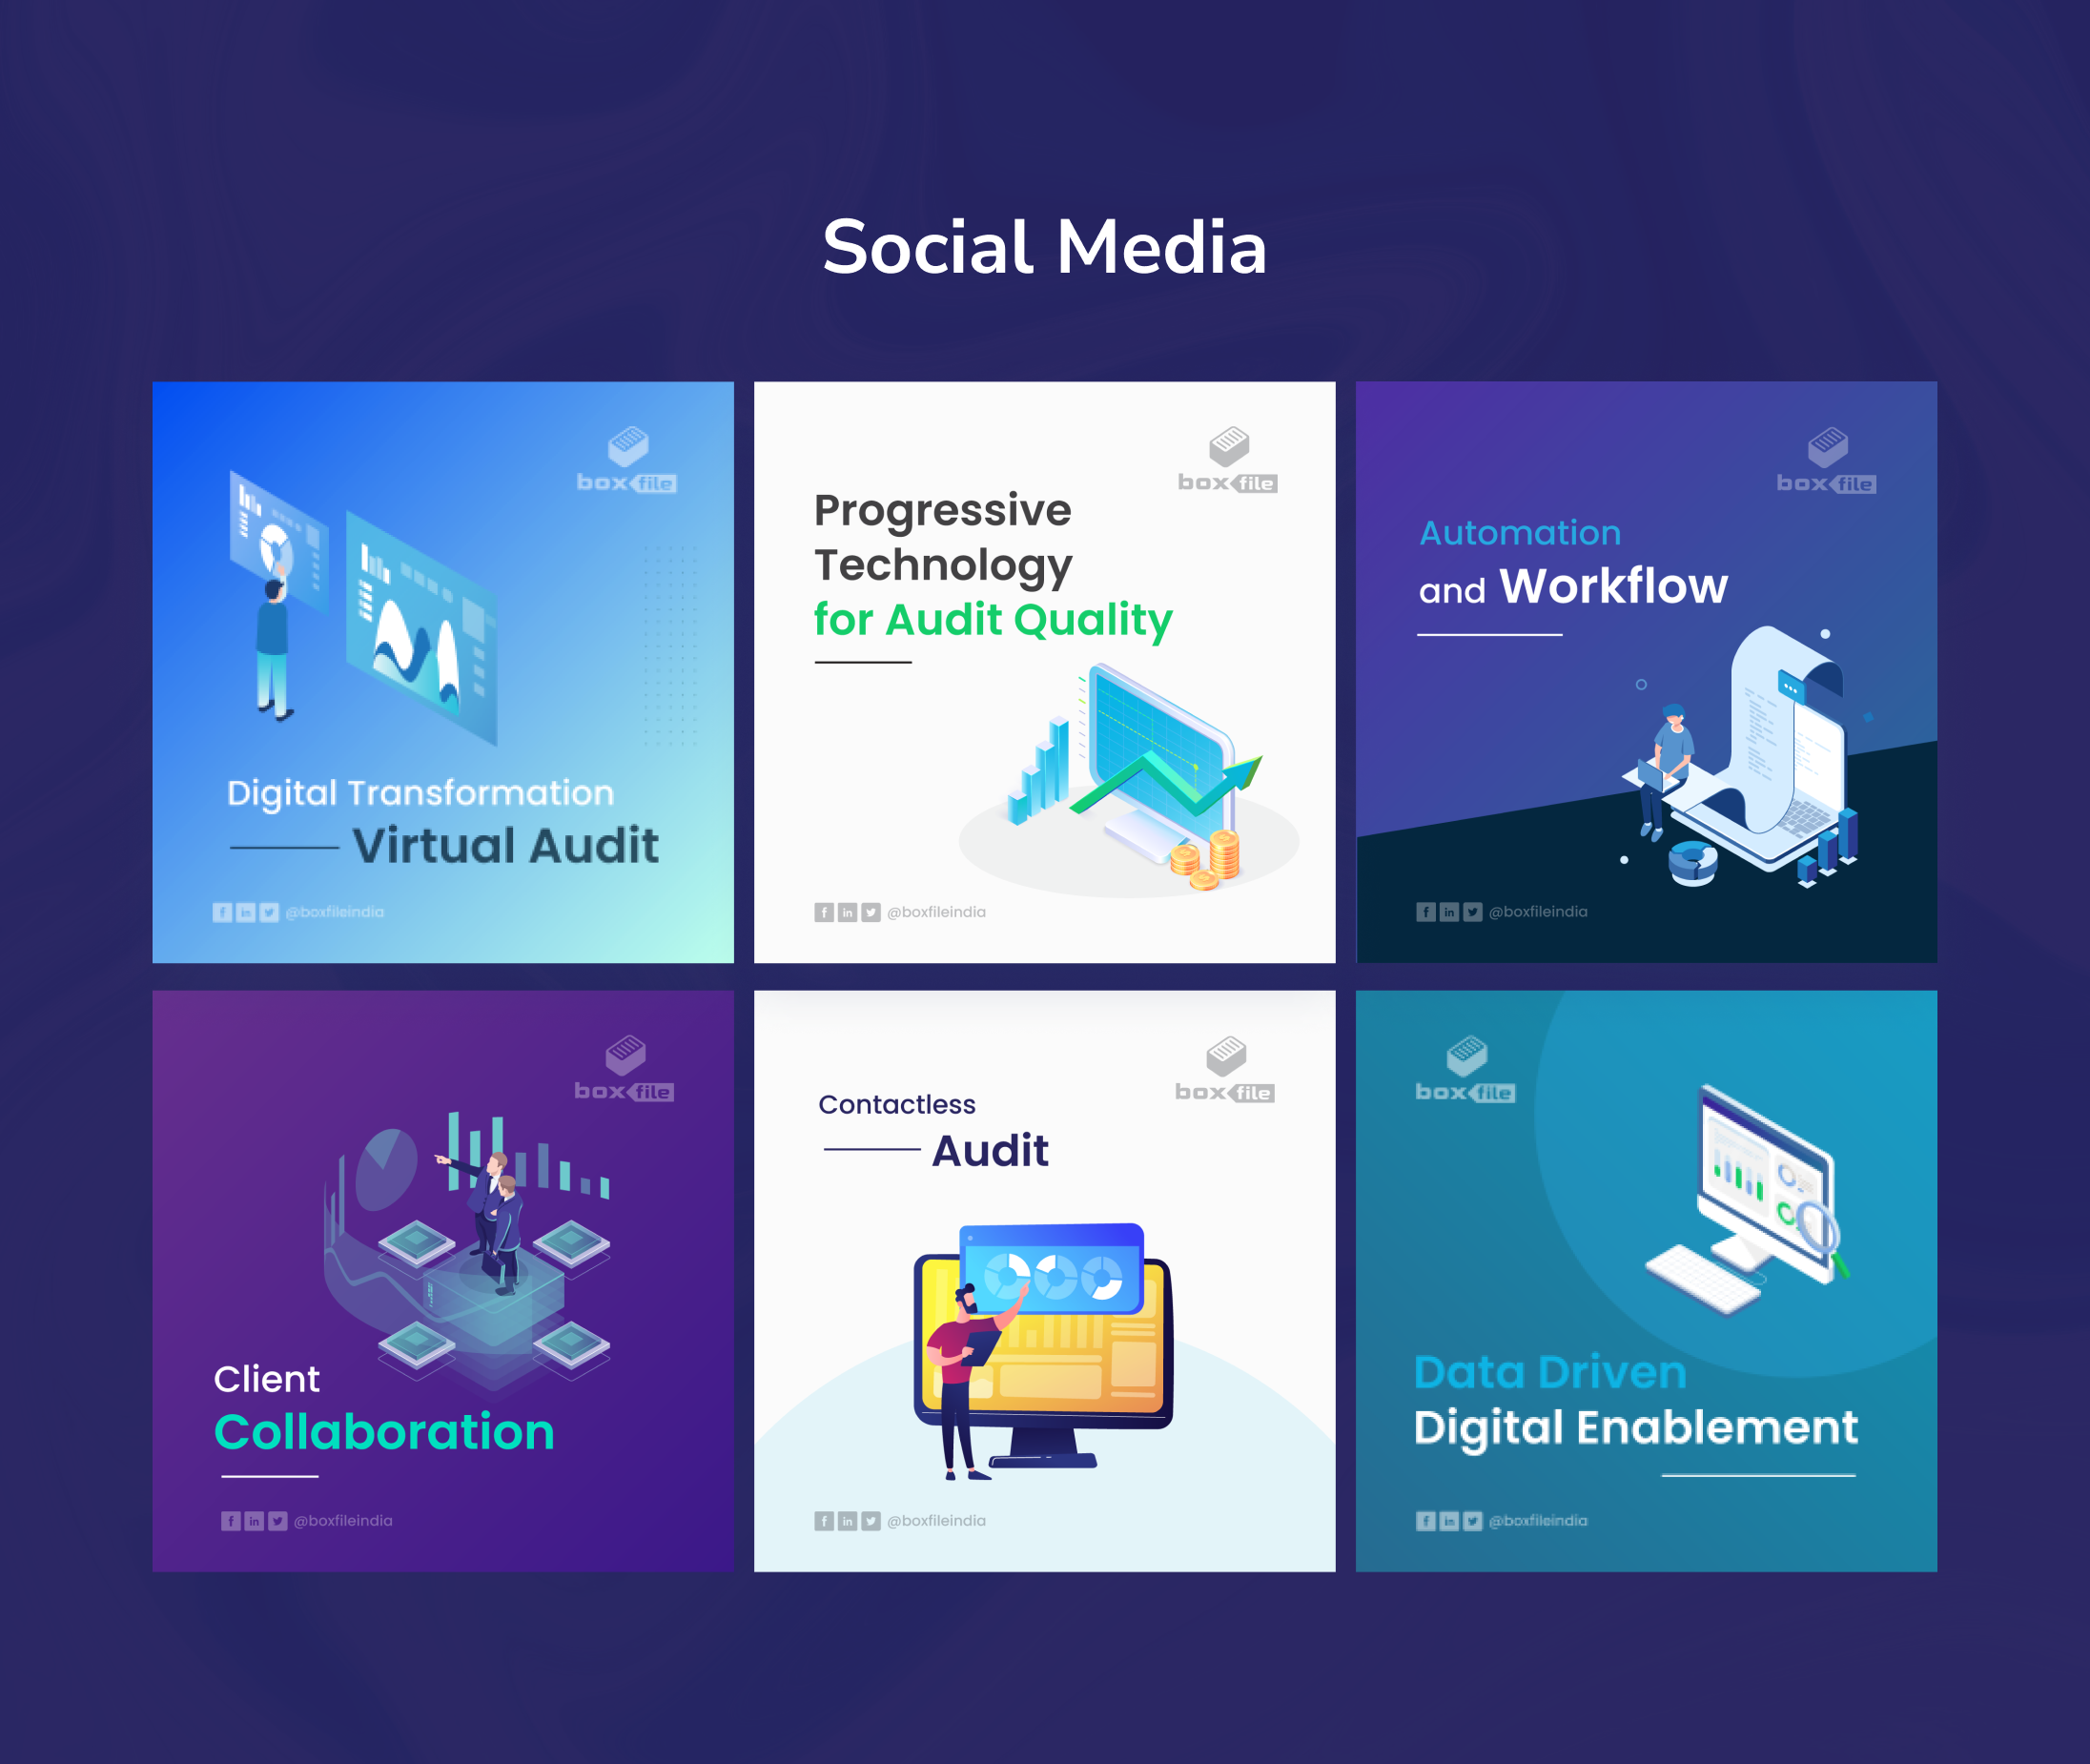 Social Media
box file
Digital Transformation
Virtual Audit
@boxfileindia
box file
Progressive
Technology
for Audit Quality
@boxfileindia
box file
Automation
and Workflow
@boxfileindia
box file
Client
Collaboration
@boxfileindia
box file
Contactless
Audit
@boxfileindia
box file
Data Driven
Digital Enablement
@boxfileindia